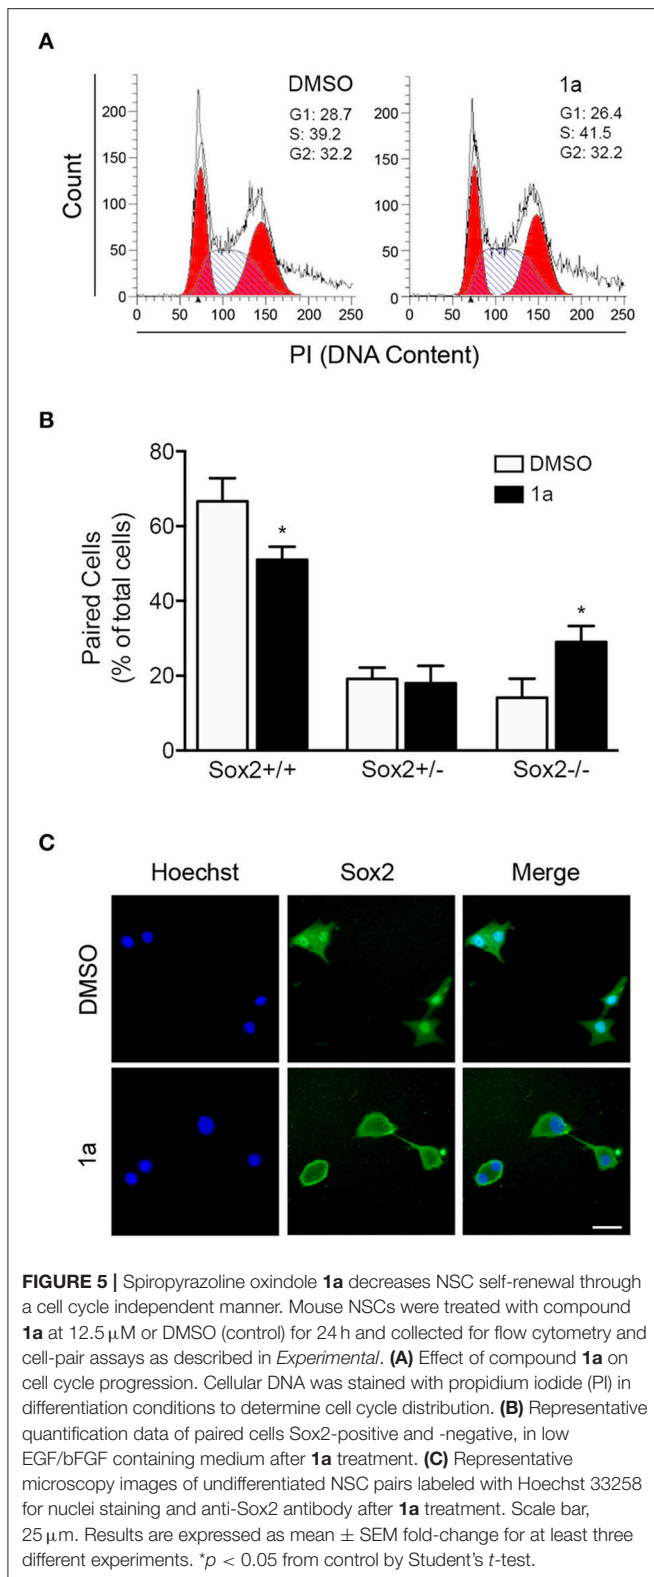 A
DMSO
G1: 28.7
S: 39.2
G2: 32.2
1a
G1: 26.4
S: 41.5
G2: 32.2
Count
200
150
100
50
0
0 50 100 150 200 250
200
150
100
50
0
0 50 100 150 200 250
PI (DNA Content)
B
Paired Cells
(% of total cells)
80
60
40
20
0
DMSO
1a
*
*
Sox2+/+ Sox2+/- Sox2-/-
C
Hoechst Sox2 Merge
DMSO
1a
FIGURE 5 | Spiropyrazoline oxindole 1a decreases NSC self-renewal through
a cell cycle independent manner. Mouse NSCs were treated with compound
1a at 12.5 μM or DMSO (control) for 24 h and collected for flow cytometry and
cell-pair assays as described in Experimental. (A) Effect of compound 1a on
cell cycle progression. Cellular DNA was stained with propidium iodide (PI) in
differentiation conditions to determine cell cycle distribution. (B) Representative
quantification data of paired cells Sox2-positive and -negative, in low
EGF/bFGF containing medium after 1a treatment. (C) Representative
microscopy images of undifferentiated NSC pairs labeled with Hoechst 33258
for nuclei staining and anti-Sox2 antibody after 1a treatment. Scale bar,
25 μm. Results are expressed as mean ± SEM fold-change for at least three
different experiments. *p < 0.05 from control by Student's t-test.